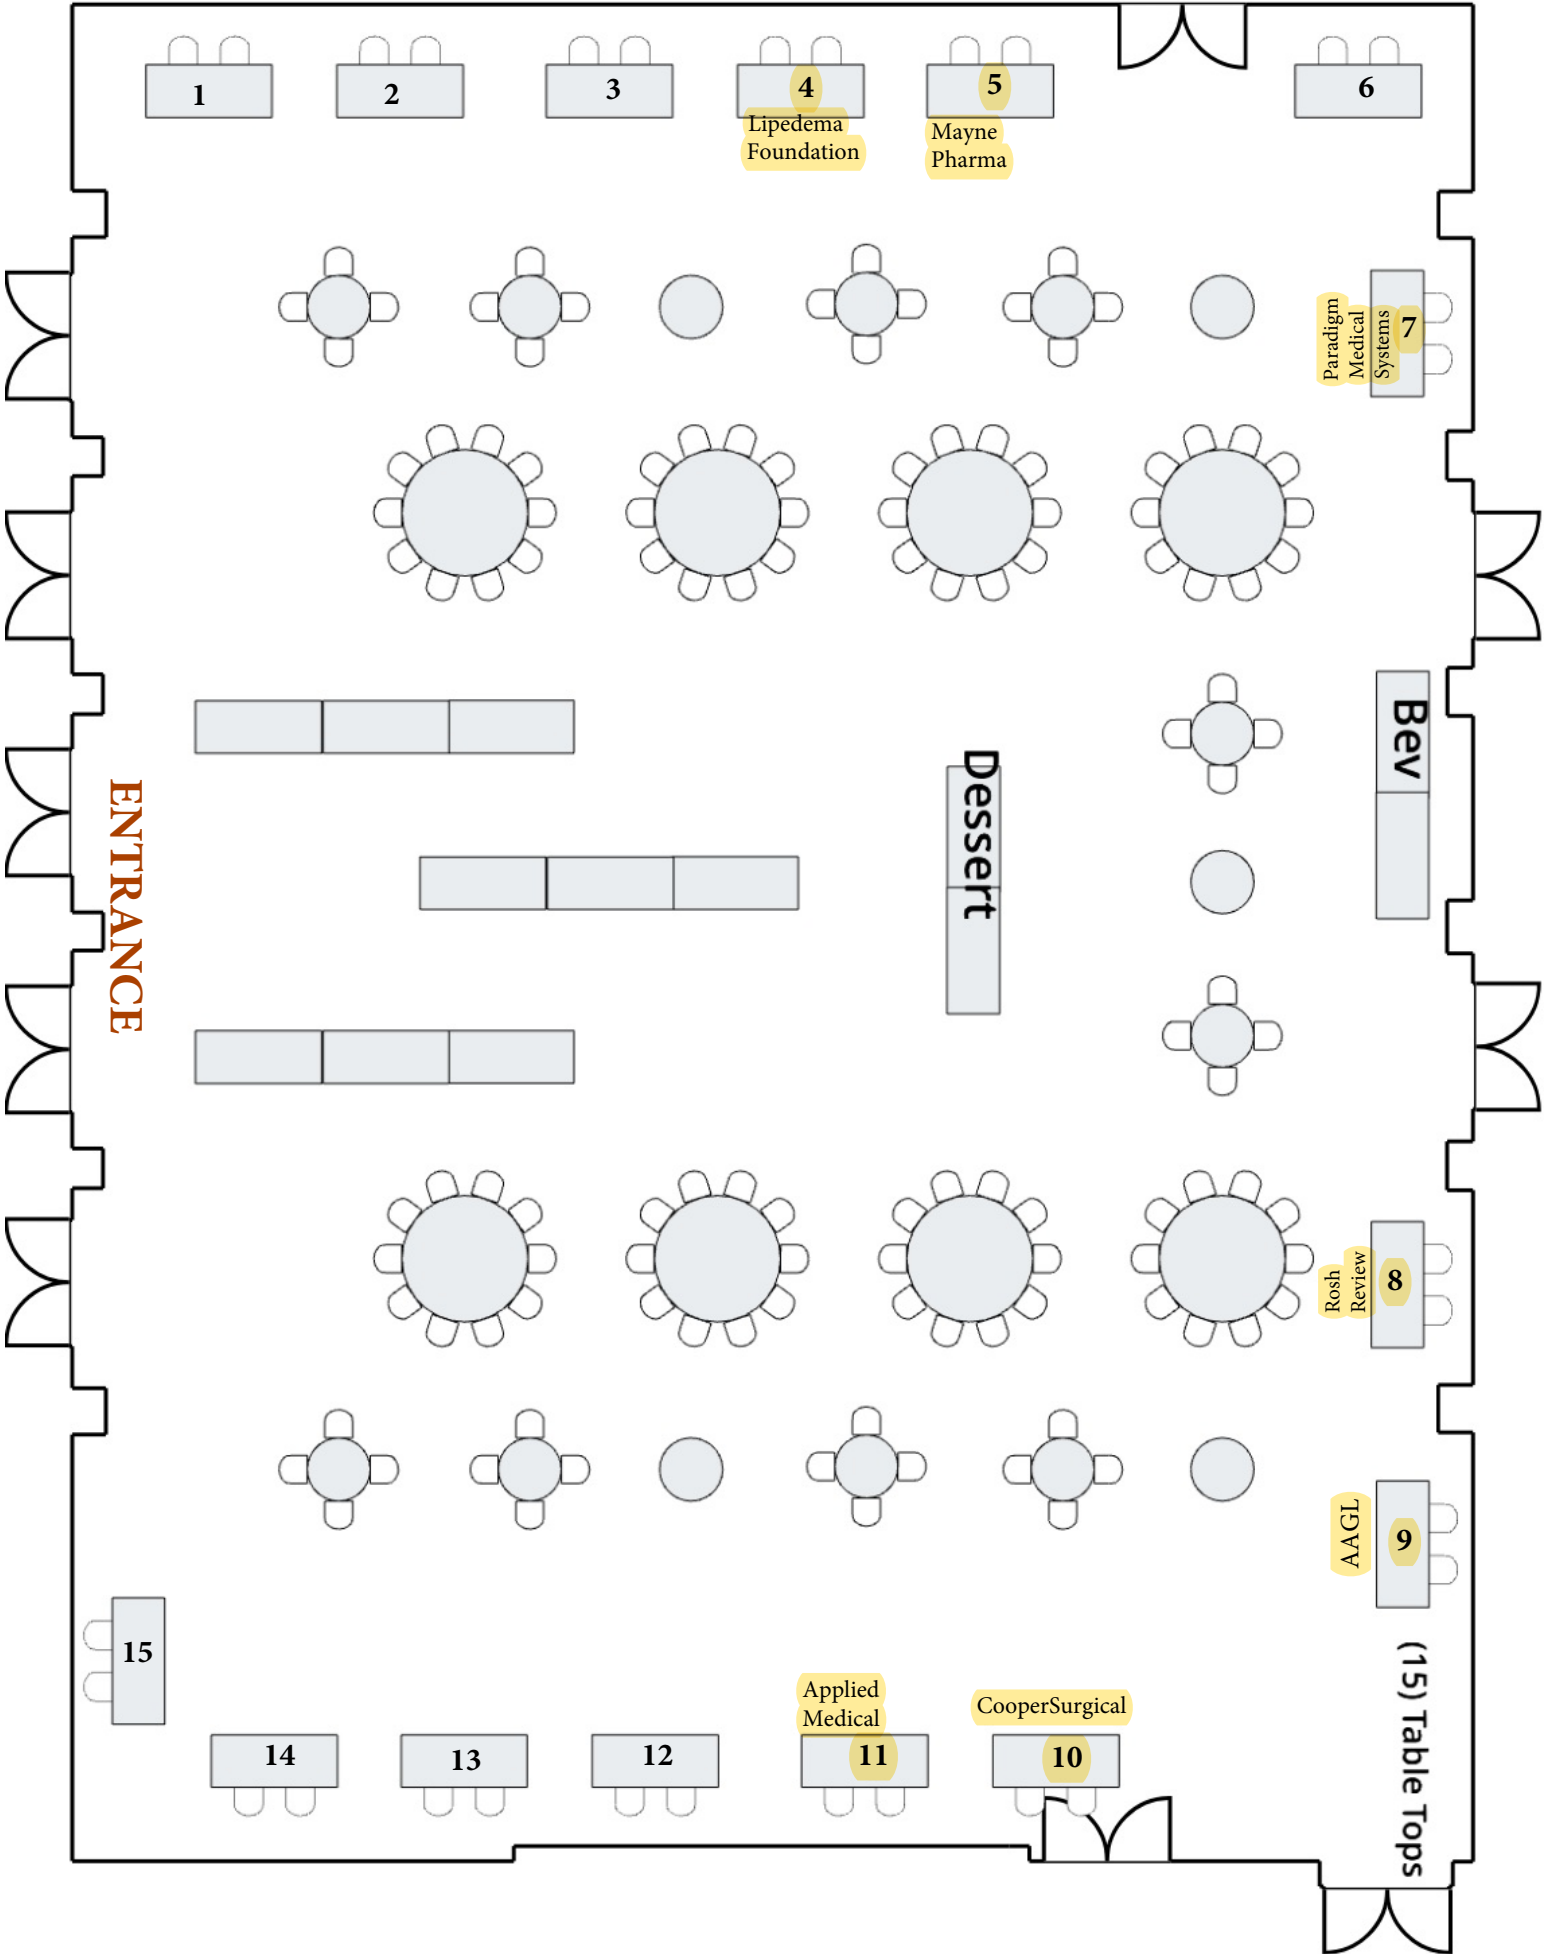 1
2
3
4
5
6
Lipedema
Foundation
Mayne
Pharma
Paradigm
Medical
Systems
7
Bev
Dessert
ENTRANCE
Rosh
Review
8
AAGL
9
15
(15) Table Tops
Applied
Medical
CooperSurgical
14
13
12
11
10